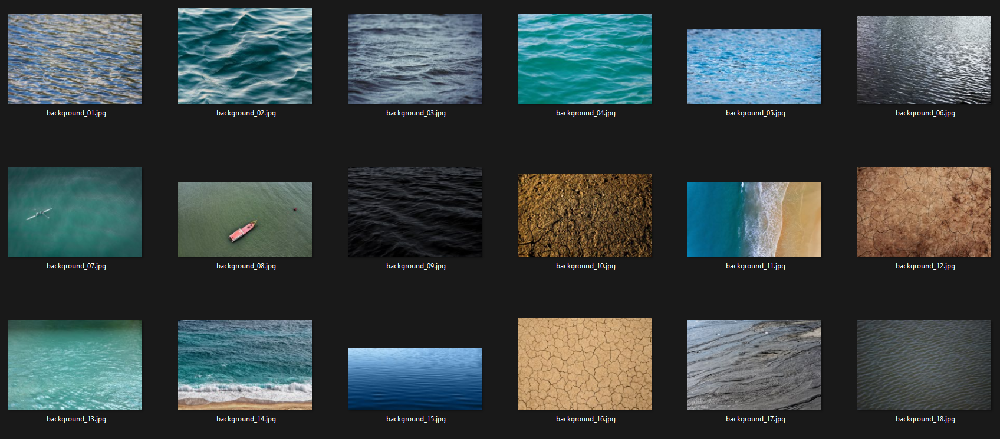 background_01.jpg
background_02.jpg
background_03.jpg
background_04.jpg
background_05.jpg
background_06.jpg
background_07.jpg
background_08.jpg
background_09.jpg
background_10.jpg
background_11.jpg
background_12.jpg
background_13.jpg
background_14.jpg
background_15.jpg
background_16.jpg
background_17.jpg
background_18.jpg